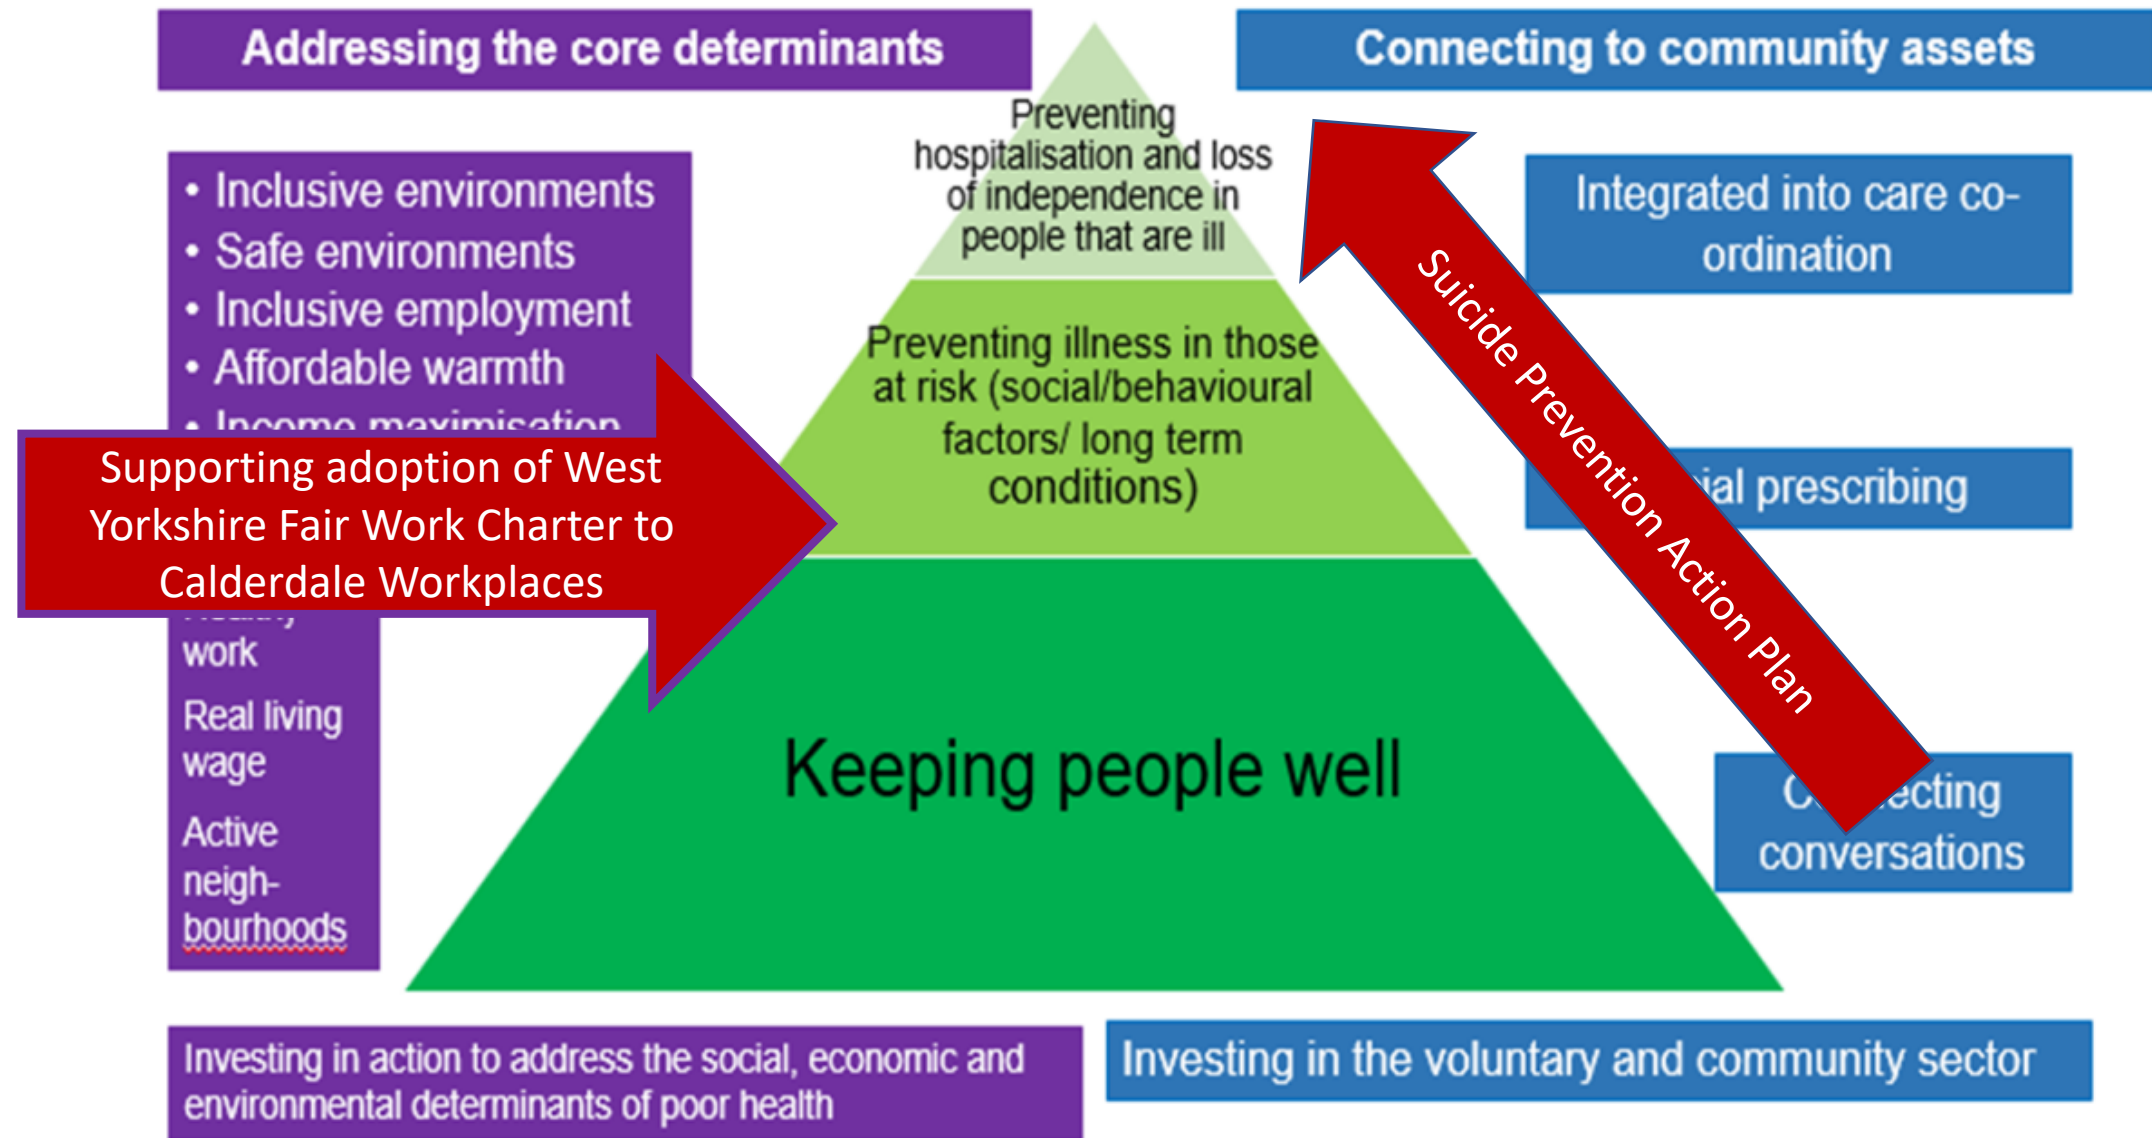 Addressing the core determinants
Connecting to community assets
• Inclusive environments
• Safe environments
• Inclusive employment
• Affordable warmth
• Income maximisation
Supporting adoption of West
Yorkshire Fair Work Charter to
Calderdale Workplaces
work
Real living
wage
Active
neigh-
bourhoods
Preventing
hospitalisation and loss
of independence in
people that are ill
Preventing illness in those
at risk (social/behavioural
factors/ long term
conditions)
Keeping people well
Suicide Prevention Action Plan
Integrated into care co-
ordination
prescribing
conversations
Investing in action to address the social, economic and
environmental determinants of poor health
Investing in the voluntary and community sector